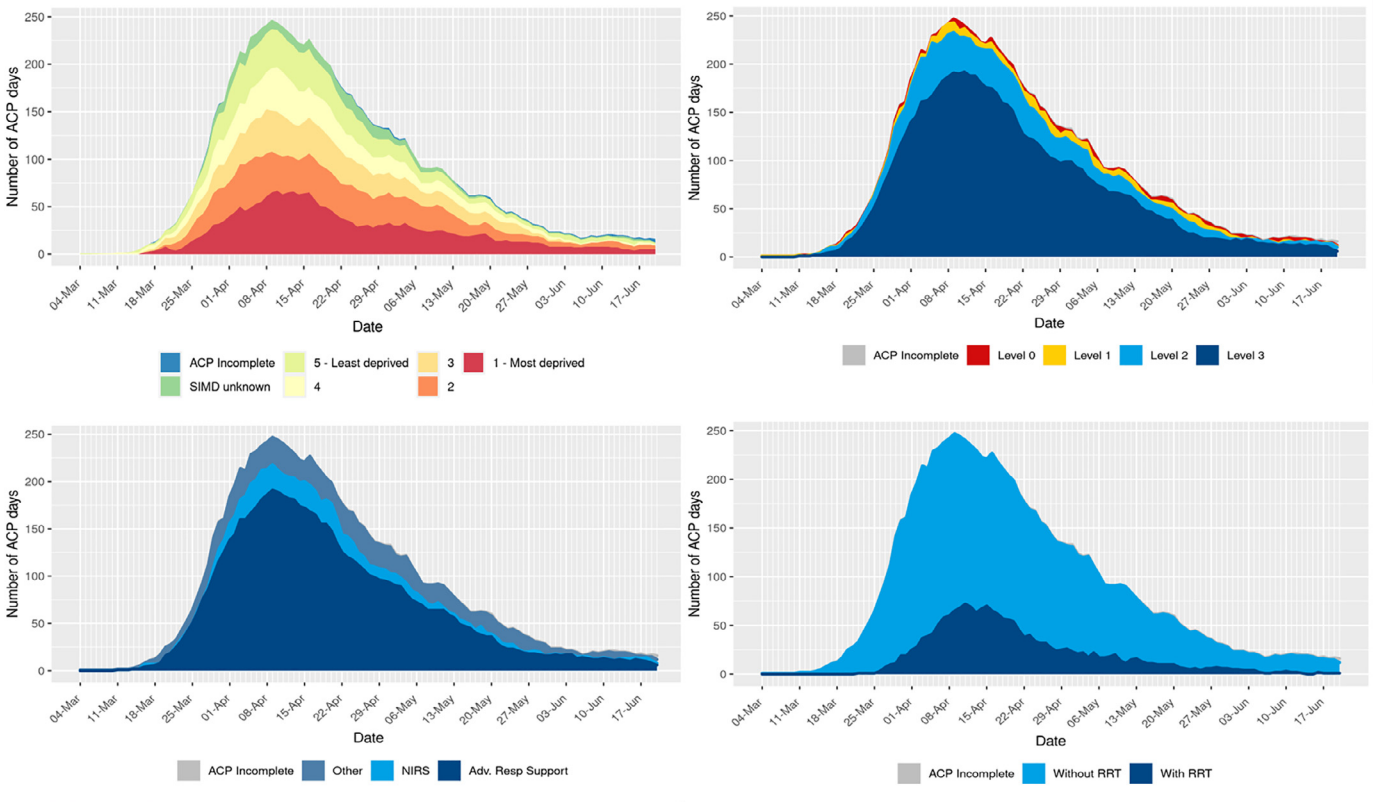 Number of ACP days
250
200
150
100
50
0
04-Mar 11-Mar 18-Mar 25-Mar 01-Apr 08-Apr 15-Apr 22-Apr 29-Apr 06-May 13-May 20-May 27-May 03-Jun 10-Jun 17-Jun
Date
ACP Incomplete 5 - Least deprived 3 1 - Most deprived
SIMD unknown 4 2
Number of ACP days
250
200
150
100
50
0
04-Mar 11-Mar 18-Mar 25-Mar 01-Apr 08-Apr 15-Apr 22-Apr 29-Apr 06-May 13-May 20-May 27-May 03-Jun 10-Jun 17-Jun
Date
ACP Incomplete Level 0 Level 1 Level 2 Level 3
Number of ACP days
250
200
150
100
50
0
04-Mar 11-Mar 18-Mar 25-Mar 01-Apr 08-Apr 15-Apr 22-Apr 29-Apr 06-May 13-May 20-May 27-May 03-Jun 10-Jun 17-Jun
Date
ACP Incomplete Other NIRS Adv. Resp Support
Number of ACP days
250
200
150
100
50
0
04-Mar 11-Mar 18-Mar 25-Mar 01-Apr 08-Apr 15-Apr 22-Apr 29-Apr 06-May 13-May 20-May 27-May 03-Jun 10-Jun 17-Jun
Date
ACP Incomplete Without RRT With RRT